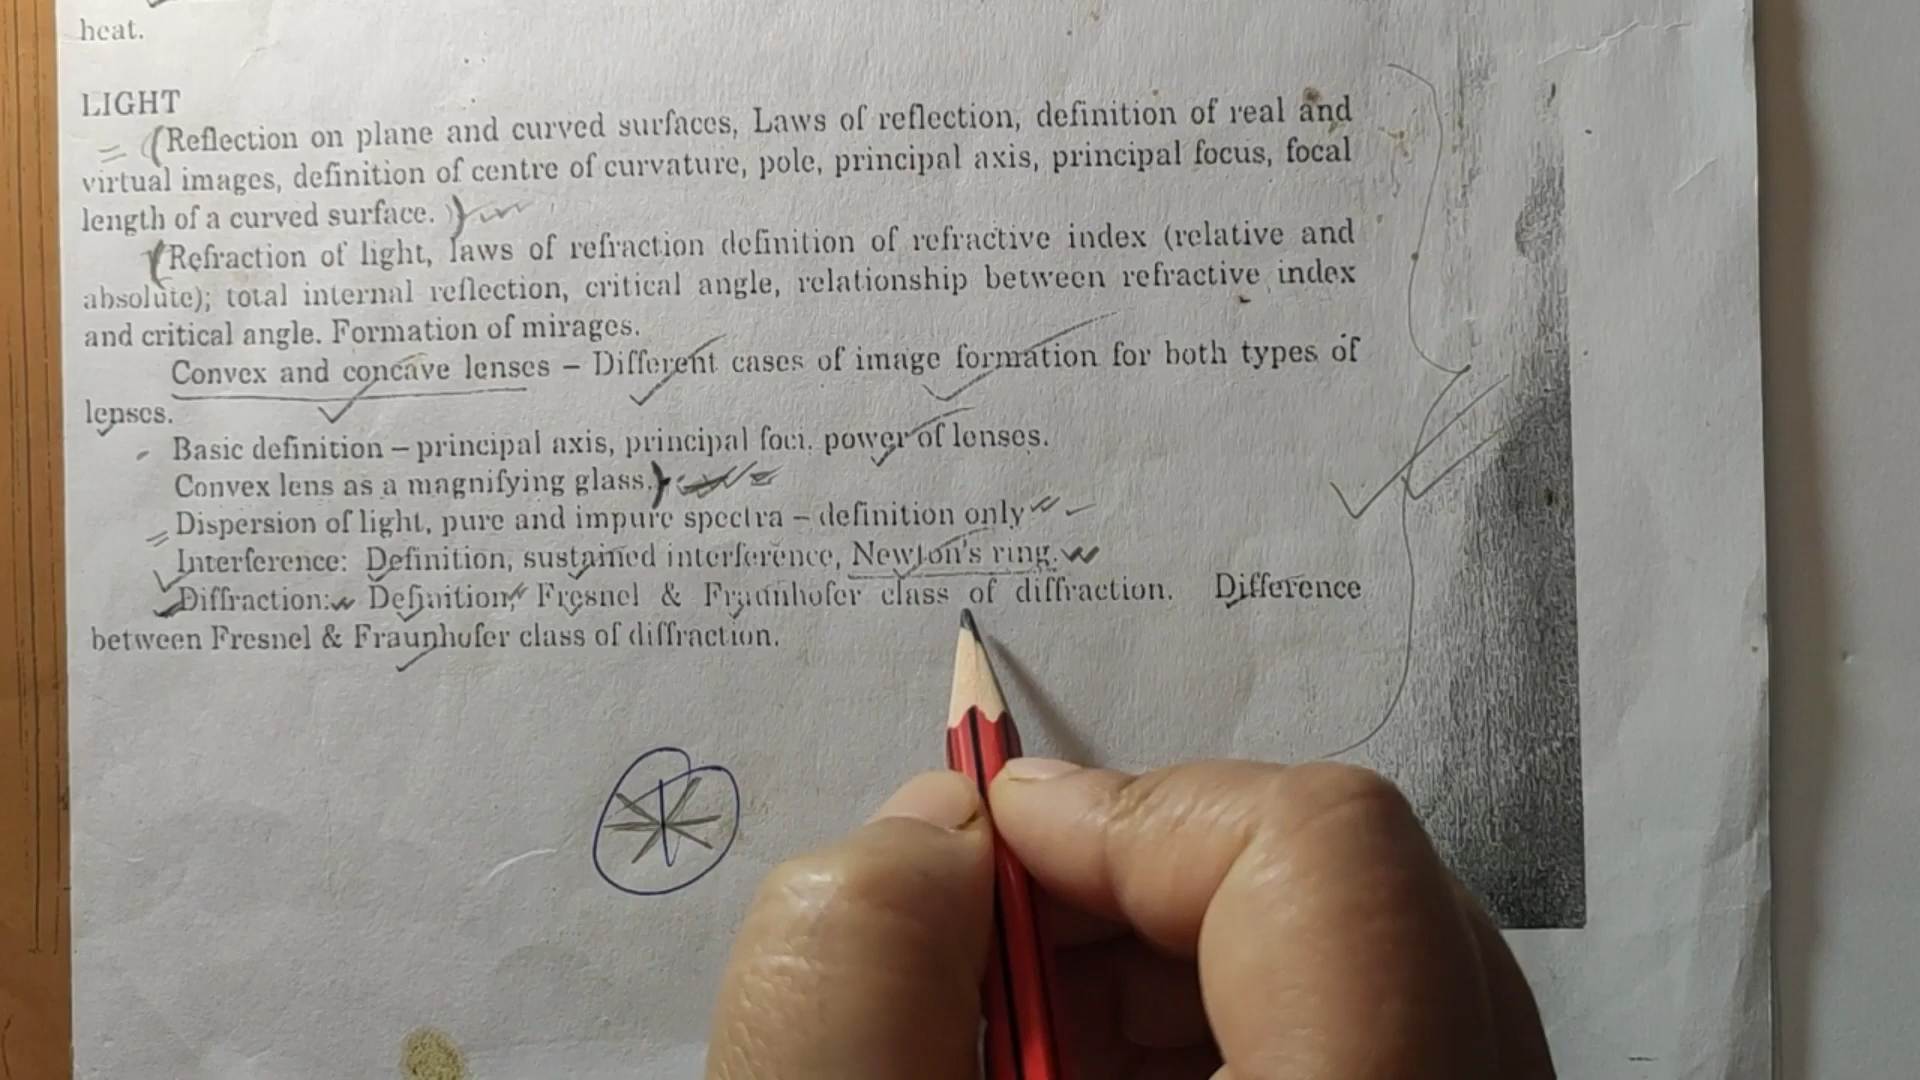 heat.
LIGHT
(Reflection on plane and curved surfaces, Laws of reflection, definition of real and
virtual images, definition of centre of curvature, pole, principal axis, principal focus, focal
length of a curved surface. )
(Refraction of light, laws of refraction definition of refractive index (relative and
absolute); total internal reflection, critical angle, relationship between refractive index
and critical angle. Formation of mirages.
Convex and concave lenses – Different cases of image formation for both types of
lenses.
Basic definition – principal axis, principal foci. power of lenses.
Convex lens as a magnifying glass.)
Dispersion of light, pure and impure spectra – definition only
Interference: Definition, sustained interference, Newton's ring.
Diffraction: Definition, Fresnel & Fraunhofer class of diffraction. Difference
between Fresnel & Fraunhofer class of diffraction.